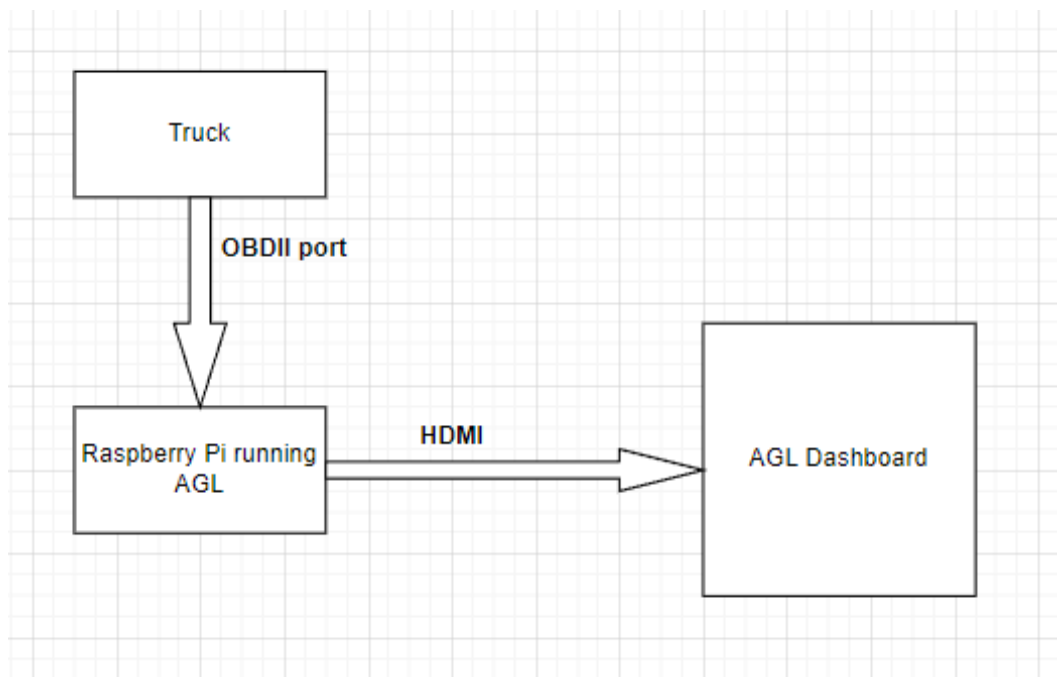 Truck
OBDII port
Raspberry Pi running
AGL
HDMI
AGL Dashboard